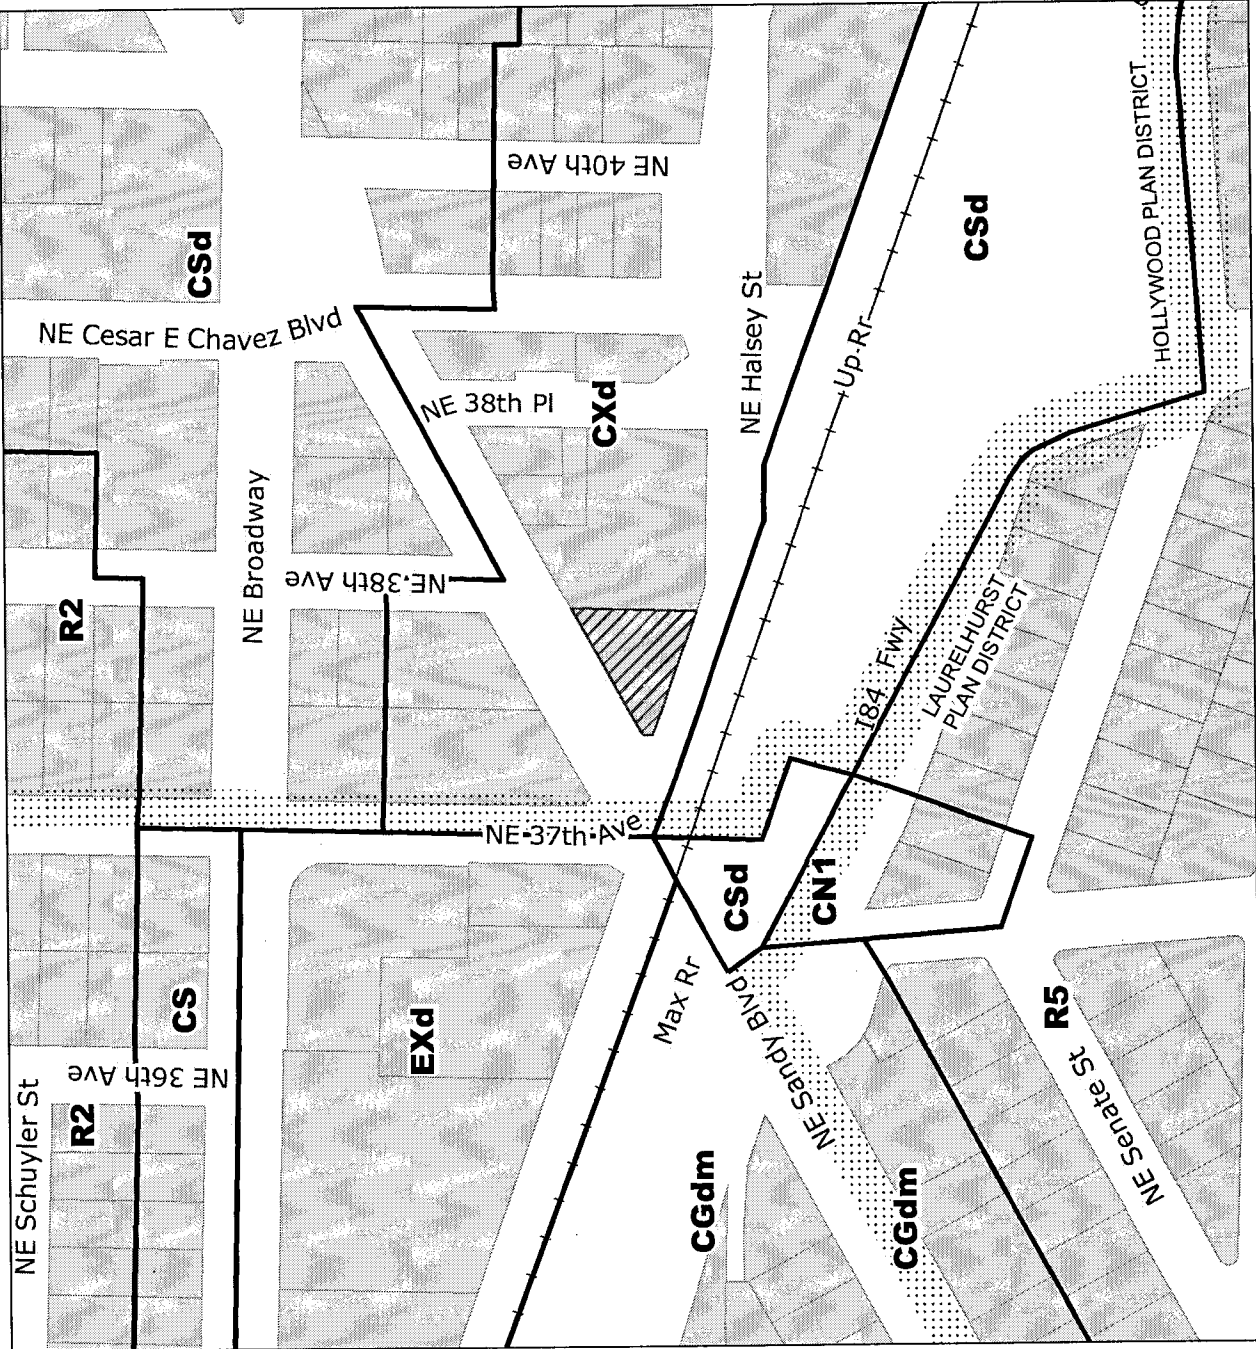 NE Schuyler St
R2
NE 36th Ave
CS
EXd
R2
NE Broadway
NE 38th Ave
NE 37th Ave
NE Cesar E Chavez Blvd
CSd
NE 38th Pl
CXd
NE 40th Ave
NE Halsey St
Up Rr
Max Rr
CSd
HOLLYWOOD PLAN DISTRICT
I84 Fwy
LAURELHURST
PLAN DISTRICT
CSd
CN1
NE Sandy Blvd
CGdm
CGdm
NE Senate St
R5